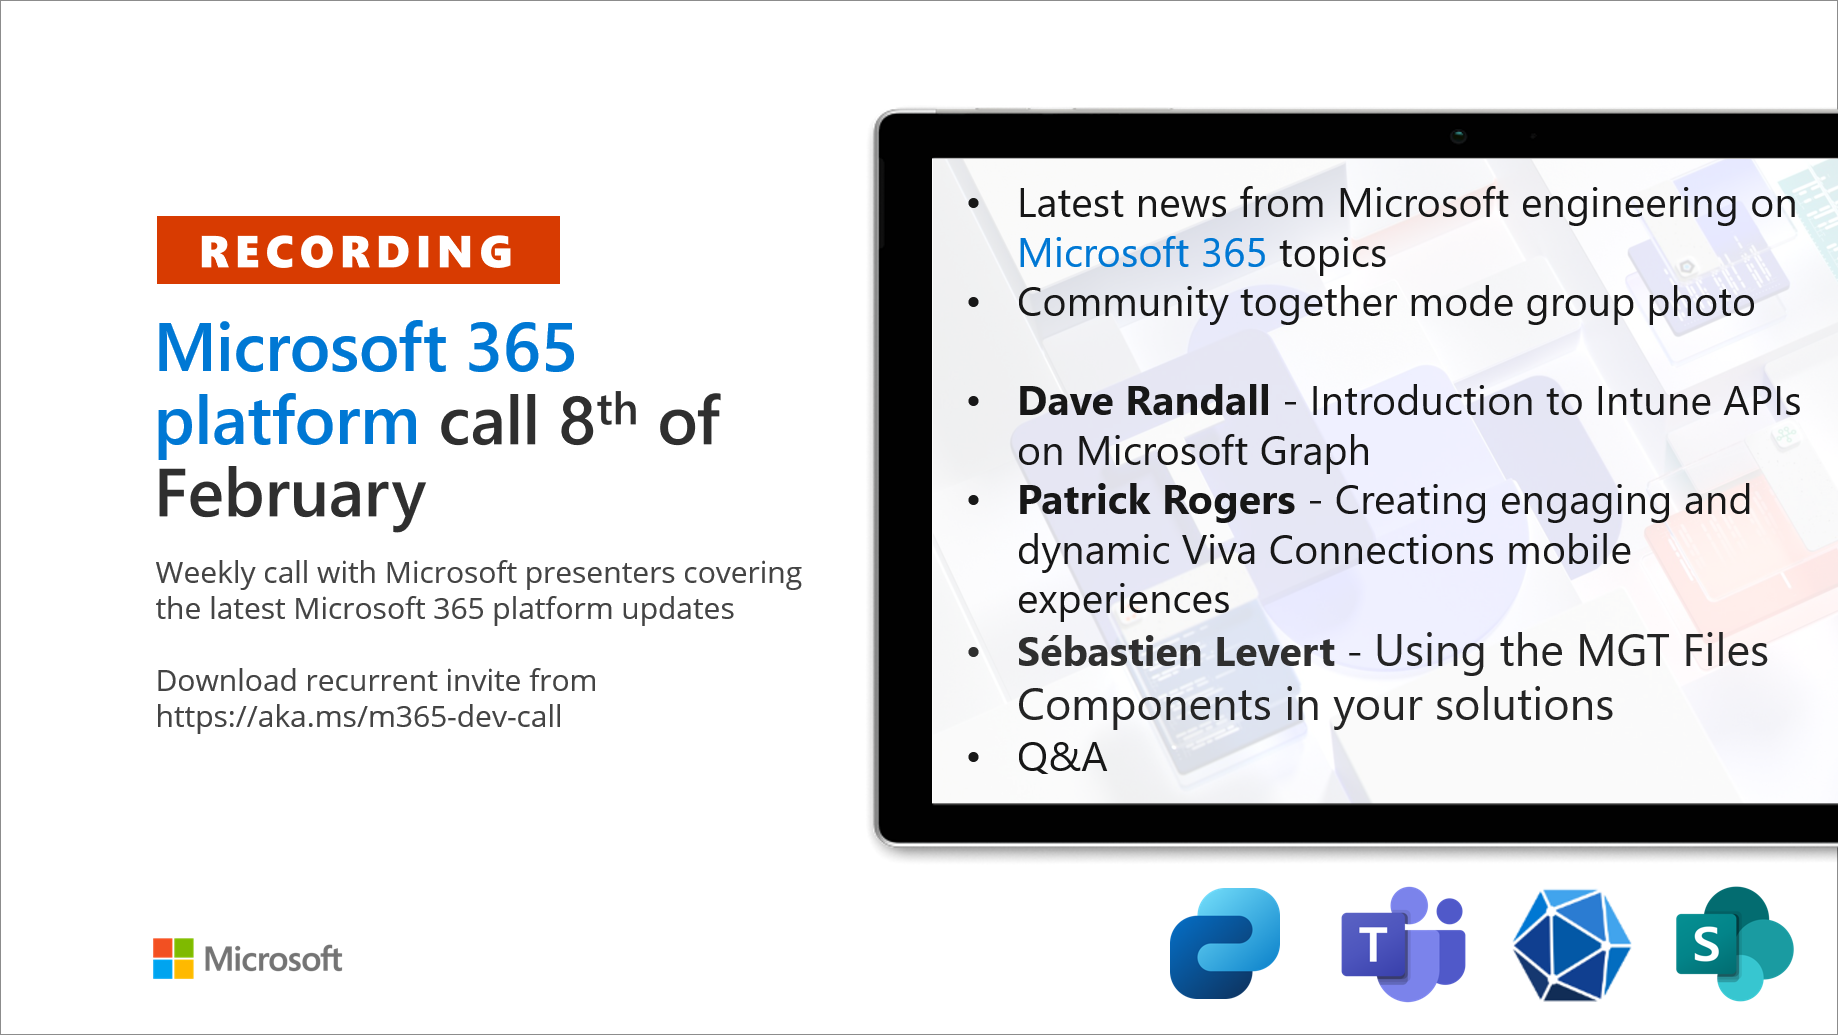 RECORDING
Microsoft 365
platform call 8th of
February
Weekly call with Microsoft presenters covering
the latest Microsoft 365 platform updates
Download recurrent invite from
https://aka.ms/m365-dev-call
Microsoft
• Latest news from Microsoft engineering on
Microsoft 365 topics
• Community together mode group photo
• Dave Randall - Introduction to Intune APIs
on Microsoft Graph
• Patrick Rogers - Creating engaging and
dynamic Viva Connections mobile
experiences
• Sébastien Levert - Using the MGT Files
Components in your solutions
• Q&A
T
S